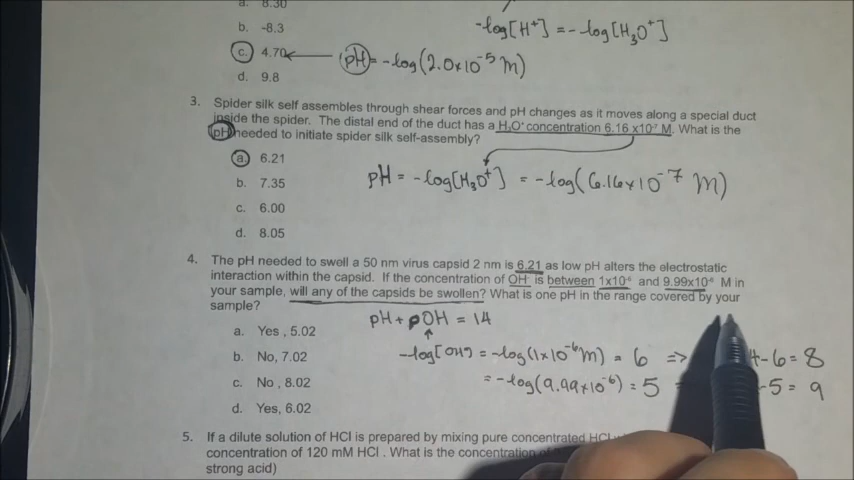 a. 8.30
-log[H⁺] = -log[H₃O⁺]
b. -8.3
c. 4.70 pH = -log(2.0x10⁻⁵ M)
d. 9.8
3. Spider silk self assembles through shear forces and pH changes as it moves along a special duct
inside the spider. The distal end of the duct has a H₃O⁺ concentration 6.16 x10⁻⁷ M. What is the
pH needed to initiate spider silk self-assembly?
a. 6.21
b. 7.35 pH = -log[H₃O⁺] = -log(6.16x10⁻⁷ M)
c. 6.00
d. 8.05
4. The pH needed to swell a 50 nm virus capsid 2 nm is 6.21 as low pH alters the electrostatic
interaction within the capsid. If the concentration of OH⁻ is between 1x10⁻⁶ and 9.99x10⁻⁶ M in
your sample, will any of the capsids be swollen? What is one pH in the range covered by your
sample?
pH + pOH = 14
a. Yes , 5.02
b. No, 7.02 -log[OH⁻] = -log(1x10⁻⁶M) = 6 ⇒ 4-6 = 8
c. No , 8.02 = -log(9.99x10⁻⁶) = 5 -5 = 9
d. Yes, 6.02
5. If a dilute solution of HCl is prepared by mixing pure concentrated HCl
concentration of 120 mM HCl . What is the concentration of
strong acid)